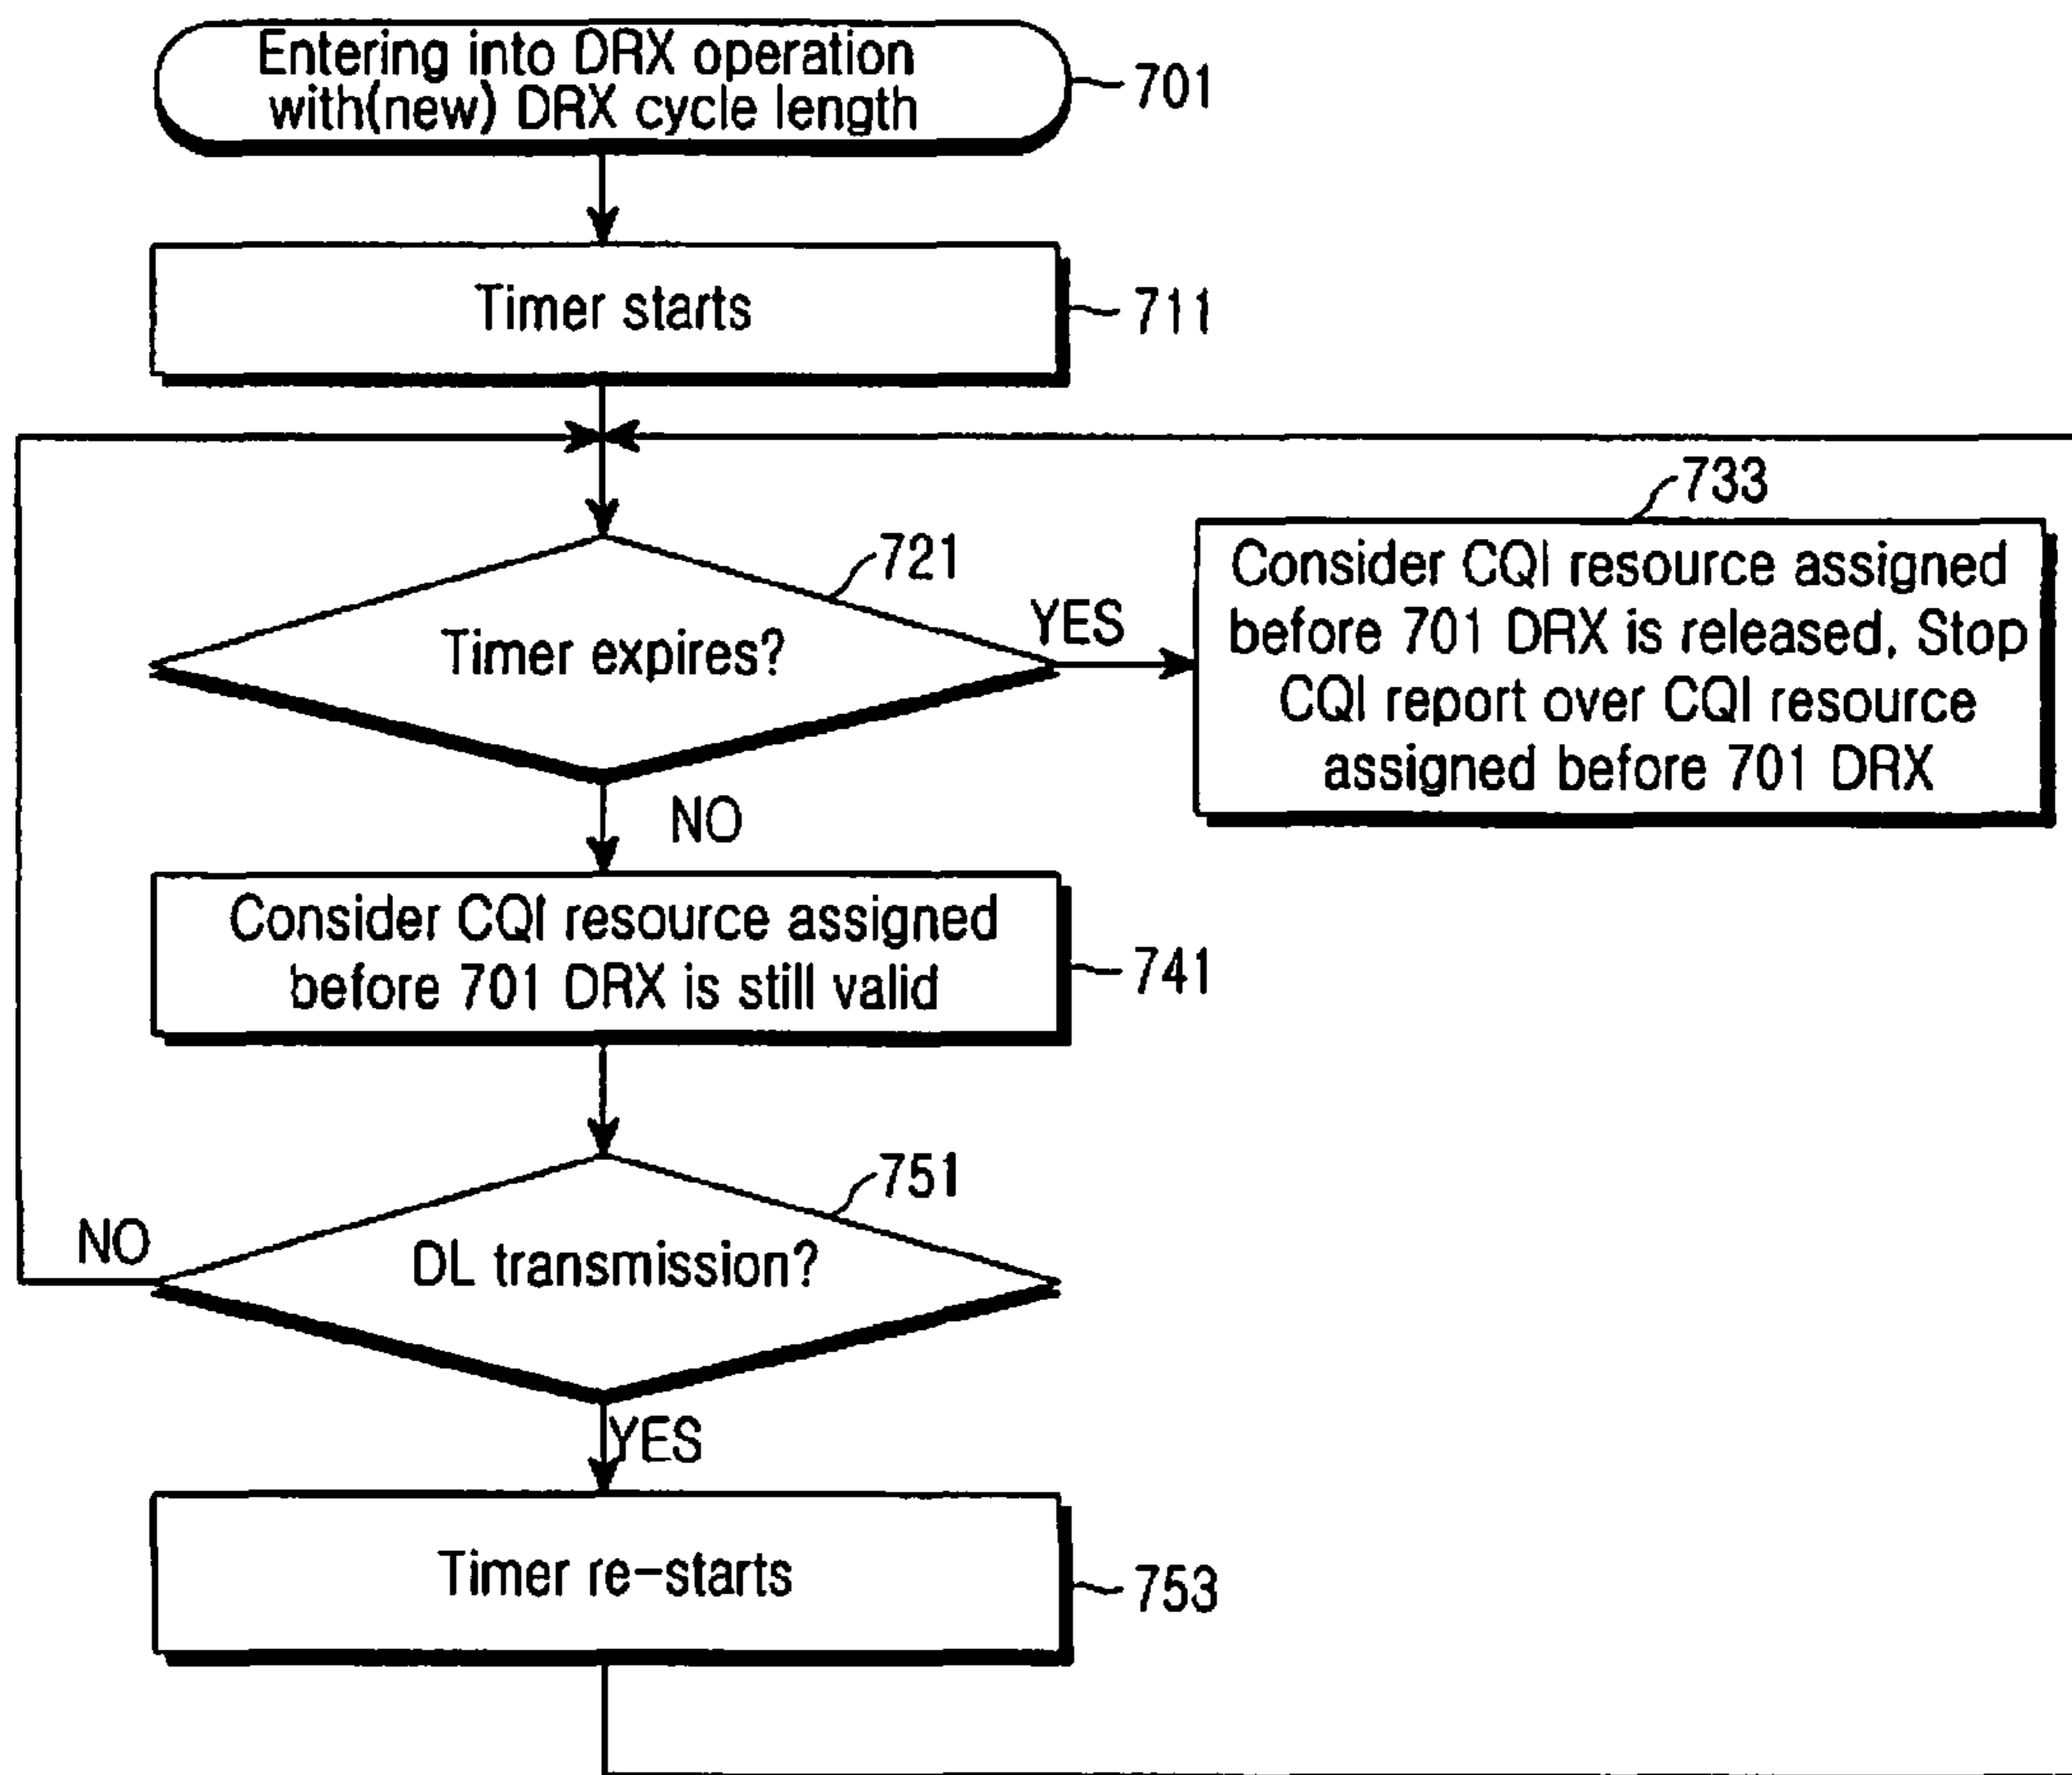 Entering into DRX operation
with(new) DRX cycle length
701
Timer starts
711
733
721
Timer expires?
YES
Consider CQI resource assigned
before 701 DRX is released. Stop
CQI report over CQI resource
assigned before 701 DRX
NO
Consider CQI resource assigned
before 701 DRX is still valid
741
751
NO
DL transmission?
YES
Timer re-starts
753